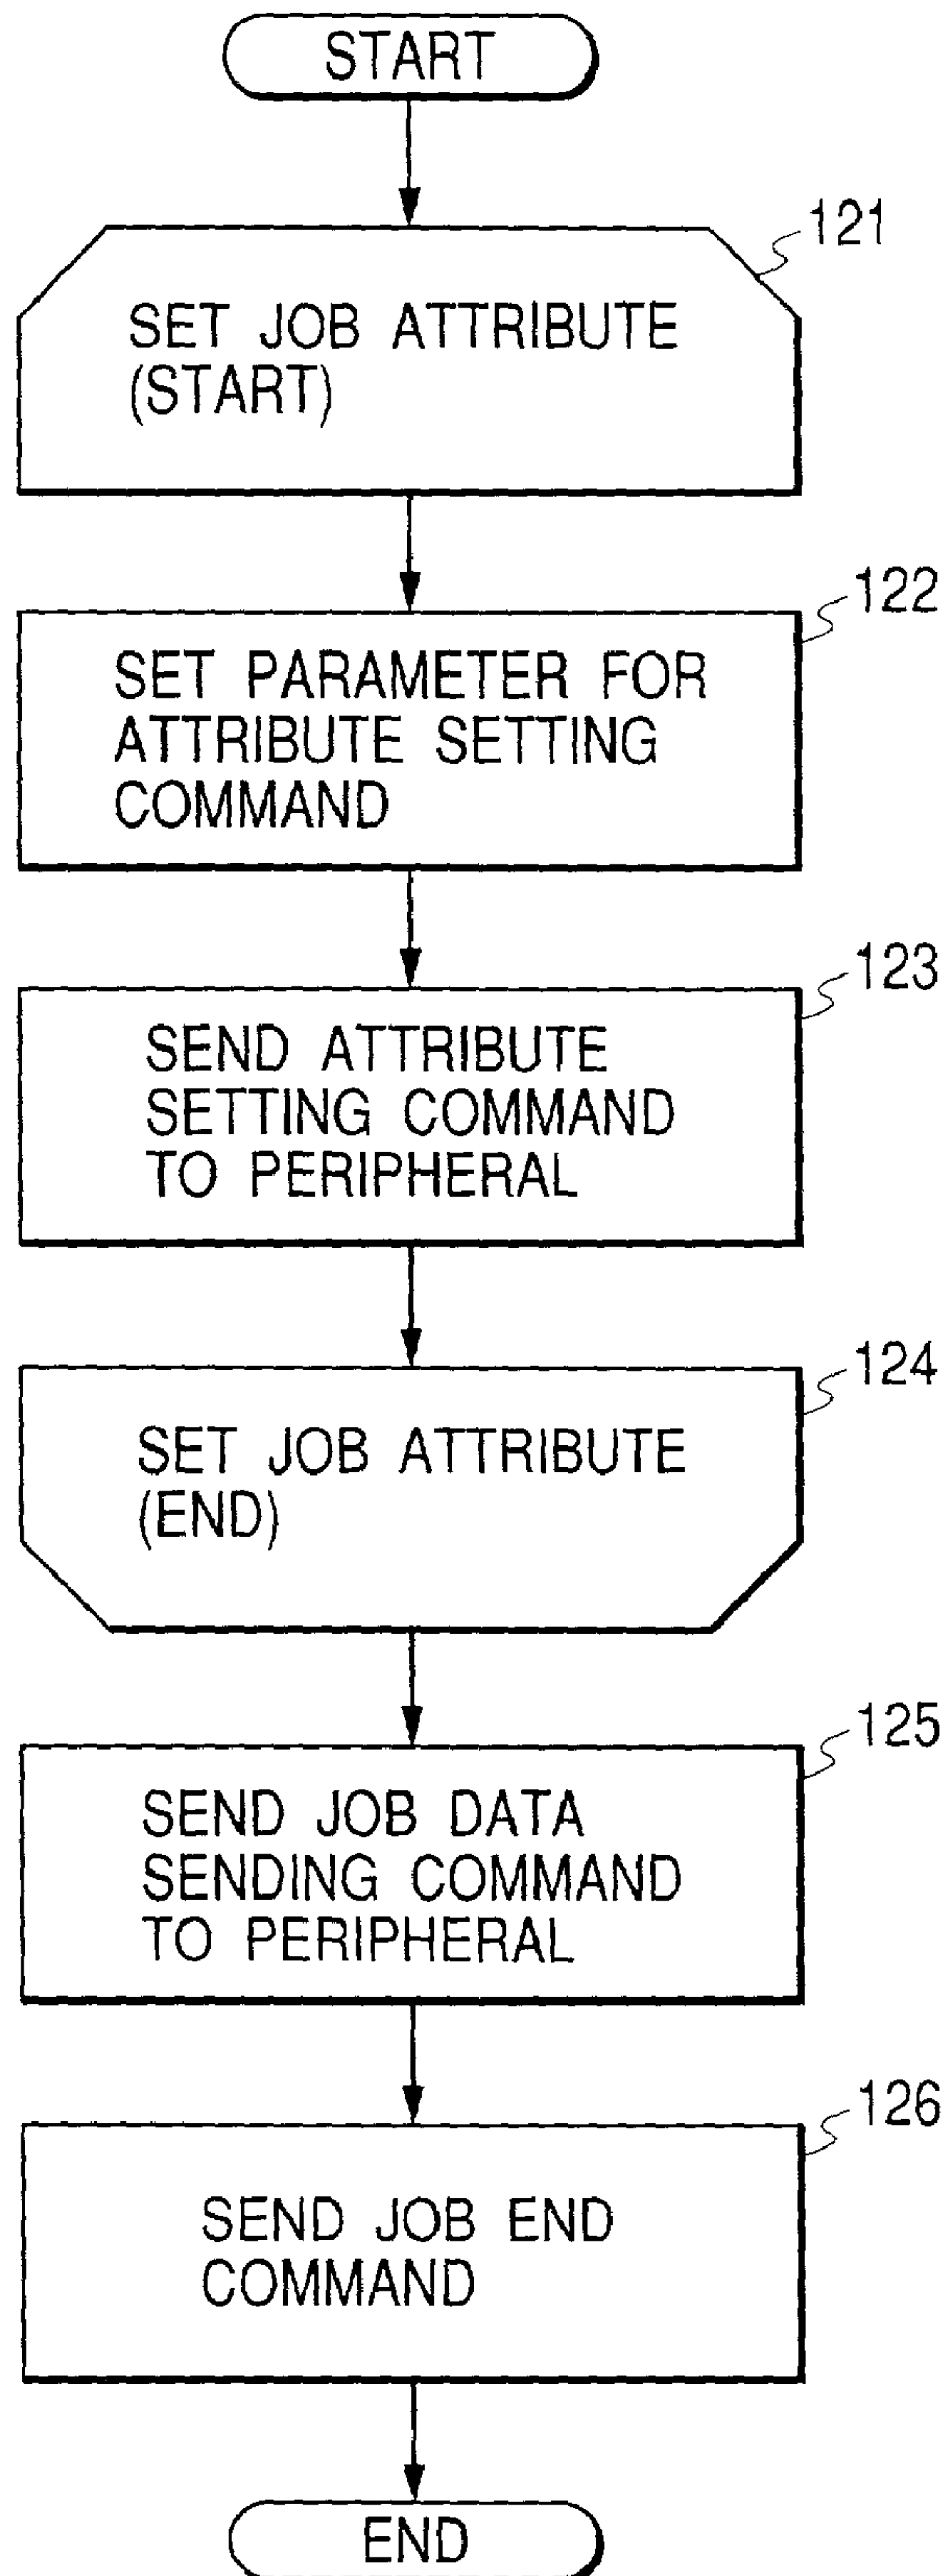 START
121
SET JOB ATTRIBUTE
(START)
122
SET PARAMETER FOR
ATTRIBUTE SETTING
COMMAND
123
SEND ATTRIBUTE
SETTING COMMAND
TO PERIPHERAL
124
SET JOB ATTRIBUTE
(END)
125
SEND JOB DATA
SENDING COMMAND
TO PERIPHERAL
126
SEND JOB END
COMMAND
END